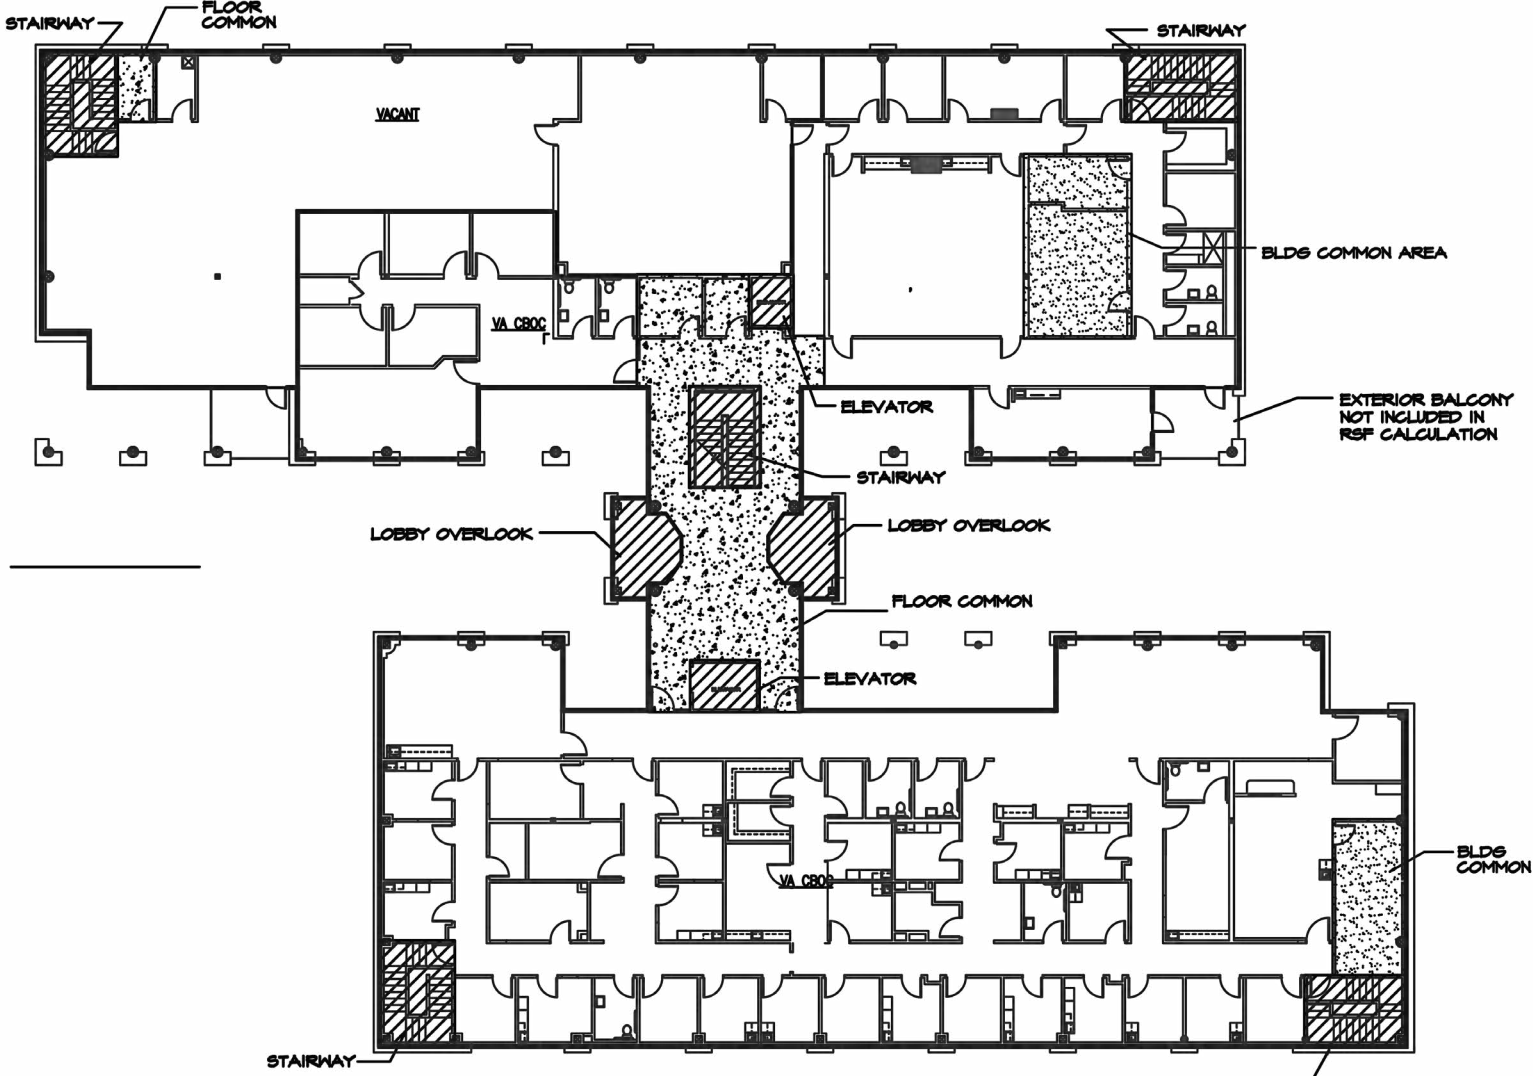 FLOOR
COMMON
STAIRWAY
STAIRWAY
VACANT
BLDG COMMON AREA
VA CBOC
ELEVATOR
EXTERIOR BALCONY
NOT INCLUDED IN
RSF CALCULATION
STAIRWAY
LOBBY OVERLOOK
LOBBY OVERLOOK
FLOOR COMMON
ELEVATOR
BLDG
COMMON
VA CBOC
STAIRWAY